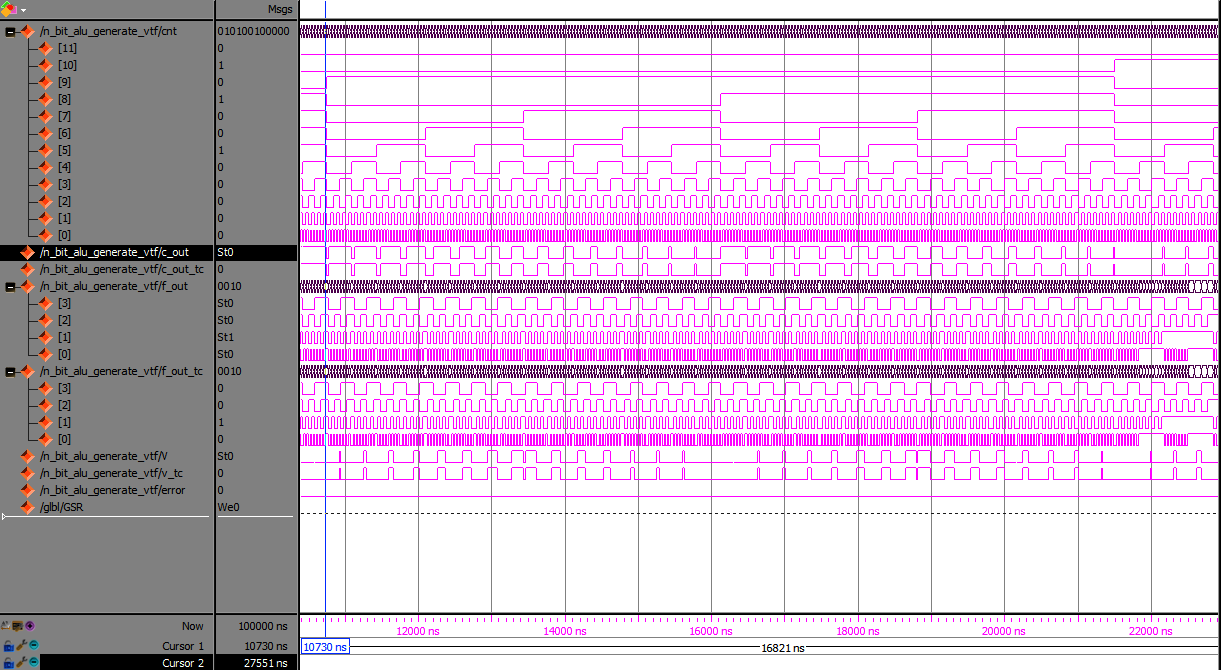 Msgs
/n_bit_alu_generate_vtf/cnt 010100100000
[11] 0
[10] 1
[9] 0
[8] 1
[7] 0
[6] 0
[5] 1
[4] 0
[3] 0
[2] 0
[1] 0
[0] 0
/n_bit_alu_generate_vtf/c_out St0
/n_bit_alu_generate_vtf/c_out_tc 0
/n_bit_alu_generate_vtf/f_out 0010
[3] St0
[2] St0
[1] St1
[0] St0
/n_bit_alu_generate_vtf/f_out_tc 0010
[3] 0
[2] 0
[1] 1
[0] 0
/n_bit_alu_generate_vtf/V St0
/n_bit_alu_generate_vtf/v_tc 0
/n_bit_alu_generate_vtf/error 0
/glbl/GSR We0
Now 100000 ns 12000 ns 14000 ns 16000 ns 18000 ns 20000 ns 22000 ns
Cursor 1 10730 ns 10730 ns 16821 ns
Cursor 2 27551 ns